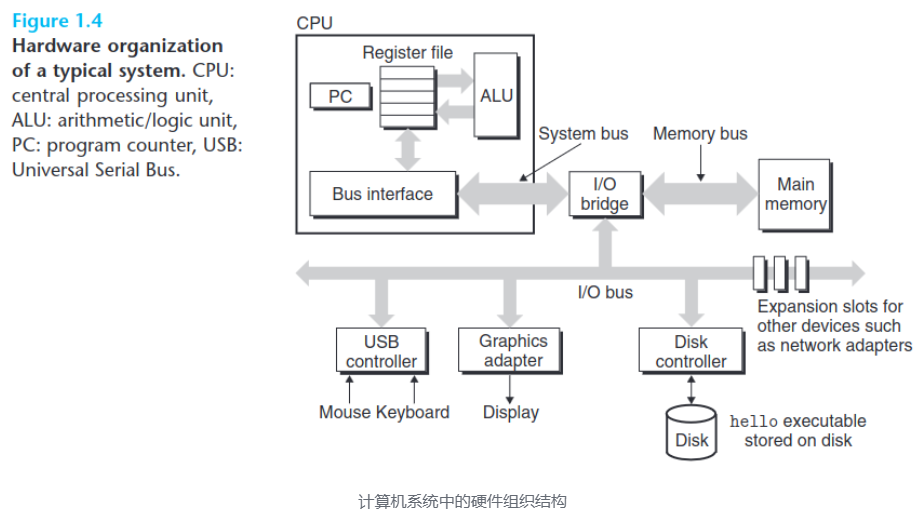 Figure 1.4
Hardware organization
of a typical system. CPU:
central processing unit,
ALU: arithmetic/logic unit,
PC: program counter, USB:
Universal Serial Bus.
CPU
Register file
PC
ALU
System bus
Memory bus
Bus interface
I/O
bridge
Main
memory
I/O bus
Expansion slots for
other devices such
as network adapters
USB
controller
Graphics
adapter
Disk
controller
Mouse Keyboard
Display
Disk
hello executable
stored on disk
计算机系统中的硬件组织结构